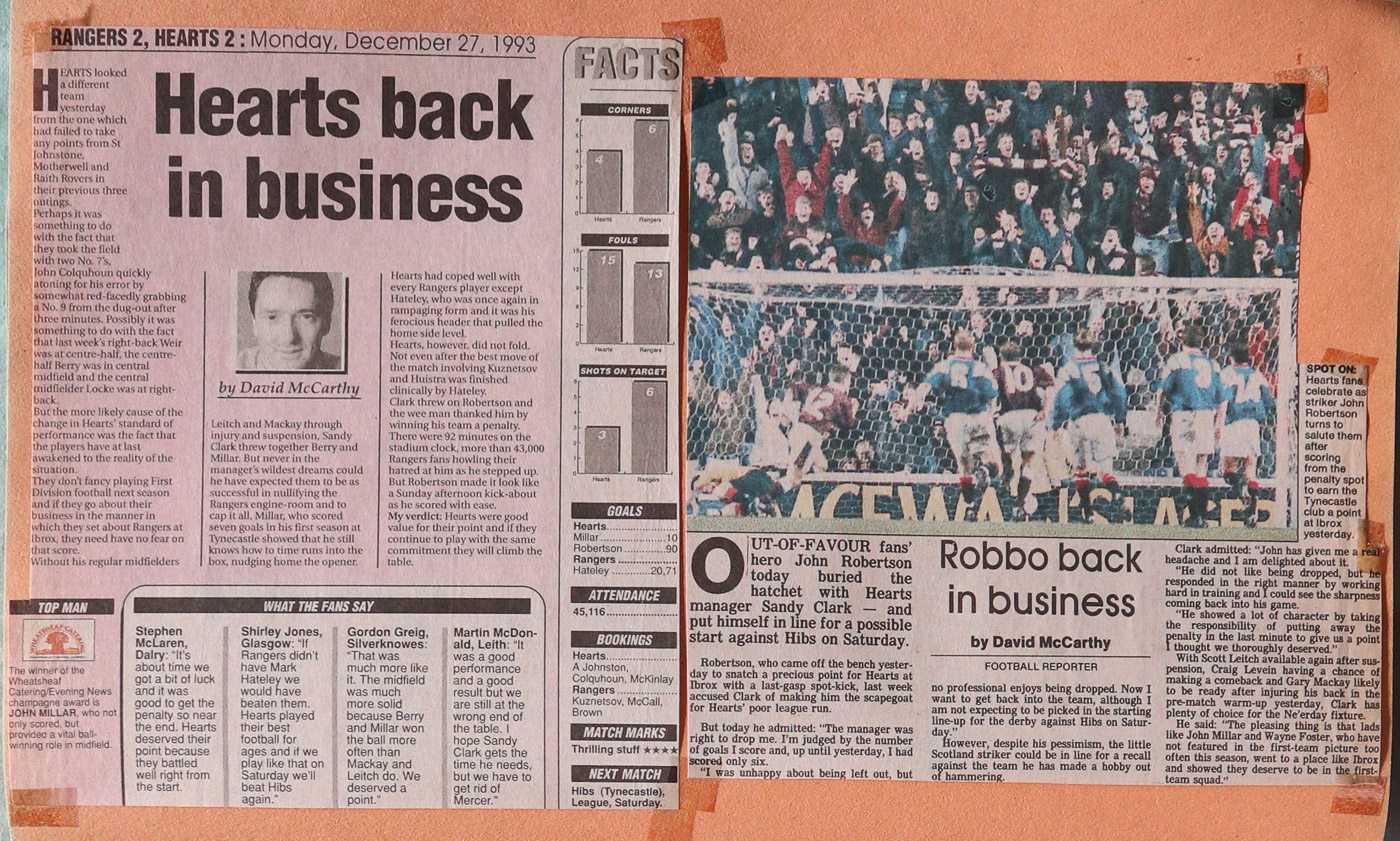 RANGERS 2, HEARTS 2 : Monday, December 27, 1993
Hearts back
in business
HEARTS looked
a different
team
yesterday
from the one which
had failed to take
any points from St
Johnstone,
Motherwell and
Raith Rovers in
their previous three
outings.
Perhaps it was
something to do
with the fact that
they took the field
with two No. 7's,
John Colquhoun quickly
atoning for his error by
somewhat red-facedly grabbing
a No. 9 from the dug-out after
three minutes. Possibly it was
something to do with the fact
that last week's right-back Weir
was at centre-half, the centre-
half Berry was in central
midfield and the central
midfielder Locke was at right-
back.
But the more likely cause of the
change in Hearts' standard of
performance was the fact that
the players have at last
awakened to the reality of the
situation.
They don't fancy playing First
Division football next season
and if they go about their
business in the manner in
which they set about Rangers at
Ibrox, they need have no fear on
that score.
Without his regular midfielders
by David McCarthy
Leitch and Mackay through
injury and suspension, Sandy
Clark threw together Berry and
Millar. But never in the
manager's wildest dreams could
he have expected them to be as
successful in nullifying the
Rangers engine-room and to
cap it all, Millar, who scored
seven goals in his first season at
Tynecastle showed that he still
knows how to time runs into the
box, nudging home the opener.
Hearts had coped well with
every Rangers player except
Hateley, who was once again in
rampaging form and it was his
ferocious header that pulled the
home side level.
Hearts, however, did not fold.
Not even after the best move of
the match involving Kuznetsov
and Huistra was finished
clinically by Hateley.
Clark threw on Robertson and
the wee man thanked him by
winning his team a penalty.
There were 92 minutes on the
stadium clock, more than 43,000
Rangers fans howling their
hatred at him as he stepped up.
But Robertson made it look like
a Sunday afternoon kick-about
as he scored with ease.
My verdict: Hearts were good
value for their point and if they
continue to play with the same
commitment they will climb the
table.
TOP MAN
WHEATSHEAF CATERING
The winner of the
Wheatsheaf
Catering/Evening News
champagne award is
JOHN MILLAR, who not
only scored, but
provided a vital ball-
winning role in midfield.
WHAT THE FANS SAY
Stephen
McLaren,
Dalry: "It's
about time we
got a bit of luck
and it was
good to get the
penalty so near
the end. Hearts
deserved their
point because
they battled
well right from
the start.
Shirley Jones,
Glasgow: "If
Rangers didn't
have Mark
Hateley we
would have
beaten them.
Hearts played
their best
football for
ages and if we
play like that on
Saturday we'll
beat Hibs
again."
Gordon Greig,
Silverknowes:
"That was
much more like
it. The midfield
was much
more solid
because Berry
and Millar won
the ball more
often than
Mackay and
Leitch do. We
deserved a
point."
Martin McDon-
ald, Leith: "It
was a good
performance
and a good
result but we
are still at the
wrong end of
the table. I
hope Sandy
Clark gets the
time he needs,
but we have to
get rid of
Mercer."
FACTS
CORNERS
4 6
Hearts Rangers
FOULS
15 13
Hearts Rangers
SHOTS ON TARGET
3 6
Hearts Rangers
GOALS
Hearts
Millar 10
Robertson 90
Rangers
Hateley 20,71
ATTENDANCE
45,116
BOOKINGS
Hearts
A Johnston,
Colquhoun, McKinlay
Rangers
Kuznetsov, McCall,
Brown
MATCH MARKS
Thrilling stuff ★★★★
NEXT MATCH
Hibs (Tynecastle),
League, Saturday.
12 10
SPOT ON:
Hearts fans
celebrate as
striker John
Robertson
turns to
salute them
after
scoring
from the
penalty spot
to earn the
Tynecastle
club a point
at Ibrox
yesterday.
OUT-OF-FAVOUR fans'
hero John Robertson
today buried the
hatchet with Hearts
manager Sandy Clark — and
put himself in line for a possible
start against Hibs on Saturday.
Robertson, who came off the bench yester-
day to snatch a precious point for Hearts at
Ibrox with a last-gasp spot-kick, last week
accused Clark of making him the scapegoat
for Hearts' poor league run.
But today he admitted: "The manager was
right to drop me. I'm judged by the number
of goals I score and, up until yesterday, I had
scored only six.
"I was unhappy about being left out, but
Robbo back
in business
by David McCarthy
FOOTBALL REPORTER
no professional enjoys being dropped. Now I
want to get back into the team, although I
am not expecting to be picked in the starting
line-up for the derby against Hibs on Satur-
day."
However, despite his pessimism, the little
Scotland striker could be in line for a recall
against the team he has made a hobby out
of hammering.
Clark admitted: "John has given me a real
headache and I am delighted about it.
"He did not like being dropped, but he
responded in the right manner by working
hard in training and I could see the sharpness
coming back into his game.
"He showed a lot of character by taking
the responsibility of putting away the
penalty in the last minute to give us a point
I thought we thoroughly deserved."
With Scott Leitch available again after sus-
pension, Craig Levein having a chance of
making a comeback and Gary Mackay likely
to be ready after injuring his back in the
pre-match warm-up yesterday, Clark has
plenty of choice for the Ne'erday fixture.
He said: "The pleasing thing is that lads
like John Millar and Wayne Foster, who have
not featured in the first-team picture too
often this season, went to a place like Ibrox
and showed they deserve to be in the first-
team squad."